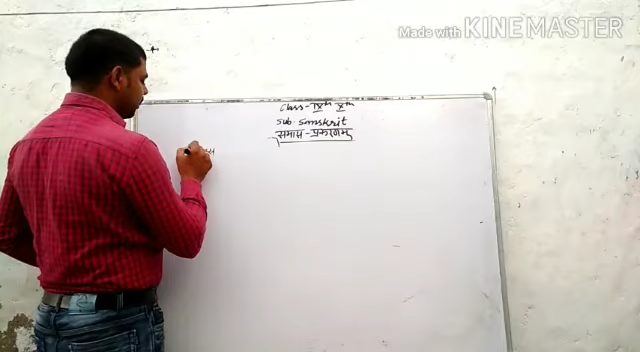 Made with KINEMASTER
Class - IXth Xth
Sub. Sanskrit
समास - प्रकरणम्